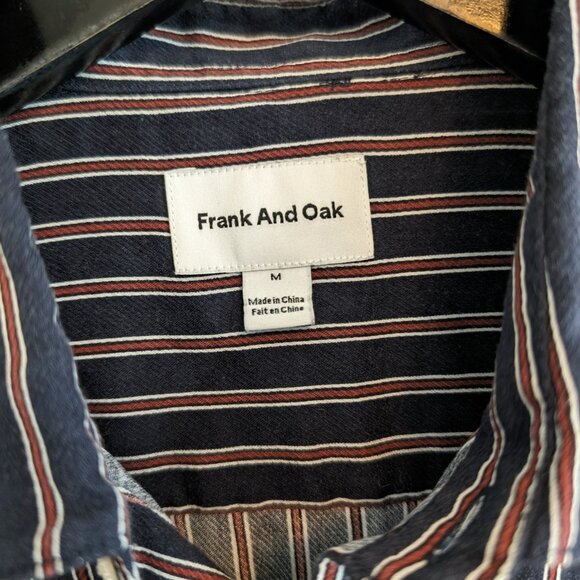 Frank And Oak
M
Made in China
Fait en Chine